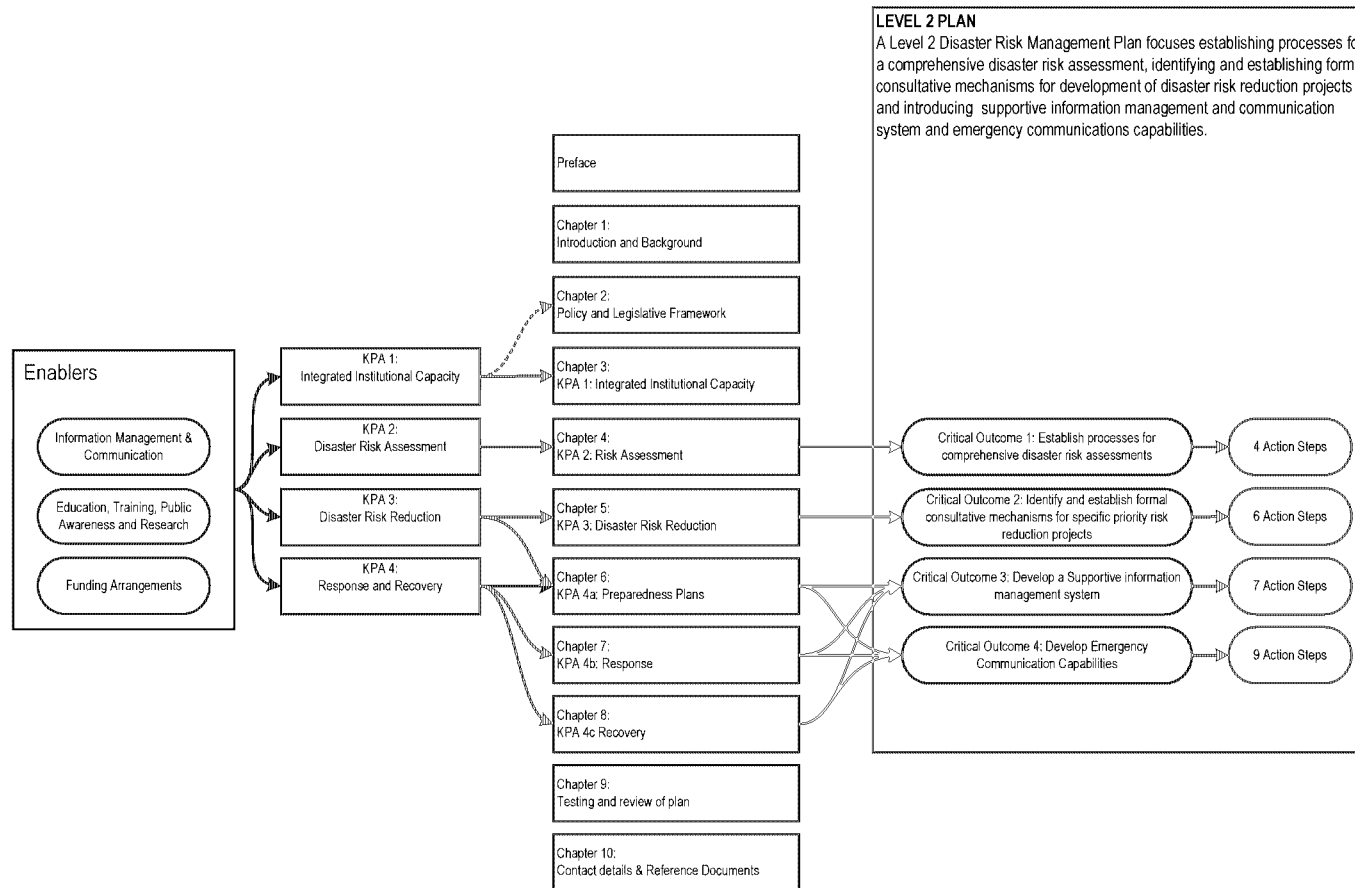 LEVEL 2 PLAN
A Level 2 Disaster Risk Management Plan focuses establishing processes fo
a comprehensive disaster risk assessment, identifying and establishing form
consultative mechanisms for development of disaster risk reduction projects
and introducing supportive information management and communication
system and emergency communications capabilities.
Preface
Chapter 1:
Introduction and Background
Chapter 2:
Policy and Legislative Framework
Enablers
Information Management &
Communication
Education, Training, Public
Awareness and Research
Funding Arrangements
KPA 1:
Integrated Institutional Capacity
KPA 2:
Disaster Risk Assessment
KPA 3:
Disaster Risk Reduction
KPA 4:
Response and Recovery
Chapter 3:
KPA 1: Integrated Institutional Capacity
Chapter 4:
KPA 2: Risk Assessment
Chapter 5:
KPA 3: Disaster Risk Reduction
Chapter 6:
KPA 4a: Preparedness Plans
Chapter 7:
KPA 4b: Response
Chapter 8:
KPA 4c Recovery
Chapter 9:
Testing and review of plan
Chapter 10:
Contact details & Reference Documents
Critical Outcome 1: Establish processes for
comprehensive disaster risk assessments
4 Action Steps
Critical Outcome 2: Identify and establish formal
consultative mechanisms for specific priority risk
reduction projects
6 Action Steps
Critical Outcome 3: Develop a Supportive information
management system
7 Action Steps
Critical Outcome 4: Develop Emergency
Communication Capabilities
9 Action Steps